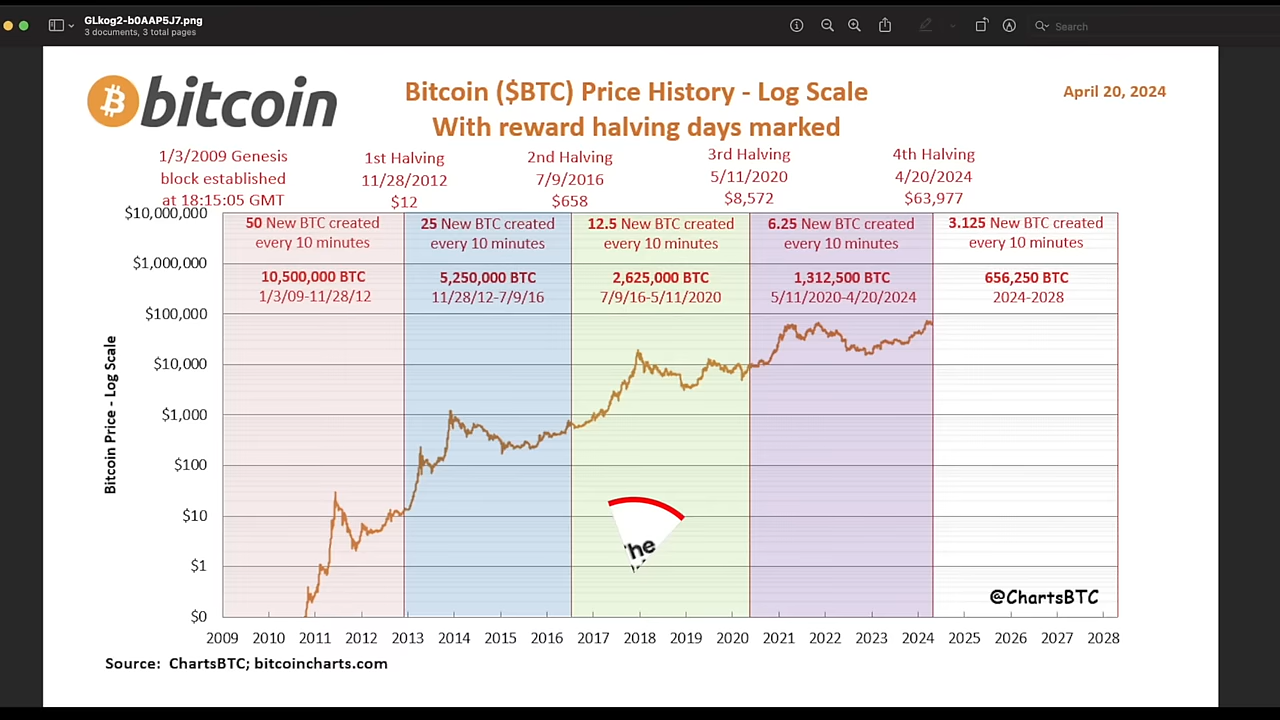 GLkog2-b0AAP5J7.png
3 documents, 3 total pages
Search
bitcoin
Bitcoin ($BTC) Price History - Log Scale
With reward halving days marked
April 20, 2024
1/3/2009 Genesis
block established
at 18:15:05 GMT
1st Halving
11/28/2012
$12
2nd Halving
7/9/2016
$658
3rd Halving
5/11/2020
$8,572
4th Halving
4/20/2024
$63,977
50 New BTC created
every 10 minutes
10,500,000 BTC
1/3/09-11/28/12
25 New BTC created
every 10 minutes
5,250,000 BTC
11/28/12-7/9/16
12.5 New BTC created
every 10 minutes
2,625,000 BTC
7/9/16-5/11/2020
6.25 New BTC created
every 10 minutes
1,312,500 BTC
5/11/2020-4/20/2024
3.125 New BTC created
every 10 minutes
656,250 BTC
2024-2028
Bitcoin Price - Log Scale
$10,000,000
$1,000,000
$100,000
$10,000
$1,000
$100
$10
$1
$0
The
@ChartsBTC
2009 2010 2011 2012 2013 2014 2015 2016 2017 2018 2019 2020 2021 2022 2023 2024 2025 2026 2027 2028
Source: ChartsBTC; bitcoincharts.com